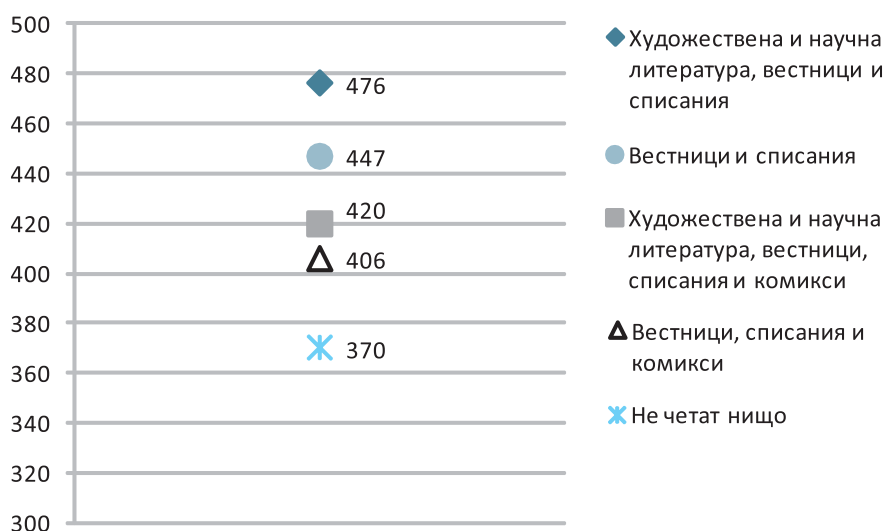 500
480
460
440
420
400
380
360
340
320
300
476
447
420
406
370
Художествена и научна
литература, вестници и
списания
Вестници и списания
Художествена и научна
литература, вестници,
списания и комикси
Вестници, списания и
комикси
Не четат нищо